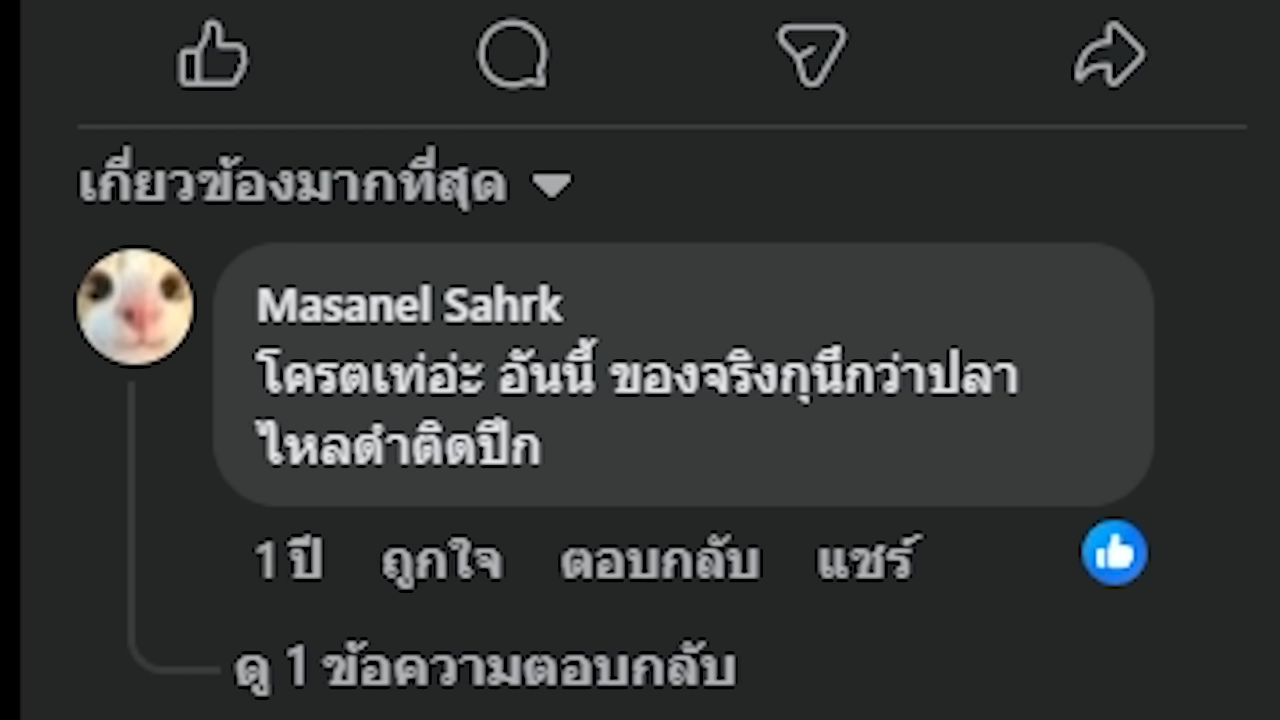 เกี่ยวข้องมากที่สุด
Masanel Sahrk
โครตเท่อ่ะ อันนี้ ของจริงกุนึกว่าปลา
ไหลดำติดปีก
1 ปี ถูกใจ ตอบกลับ แชร์
ดู 1 ข้อความตอบกลับ